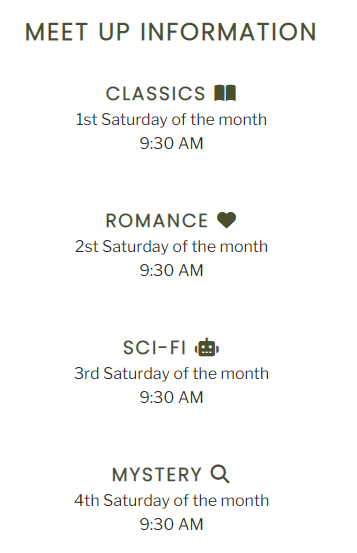 MEET UP INFORMATION
CLASSICS
1st Saturday of the month
9:30 AM
ROMANCE
2st Saturday of the month
9:30 AM
SCI-FI
3rd Saturday of the month
9:30 AM
MYSTERY
4th Saturday of the month
9:30 AM